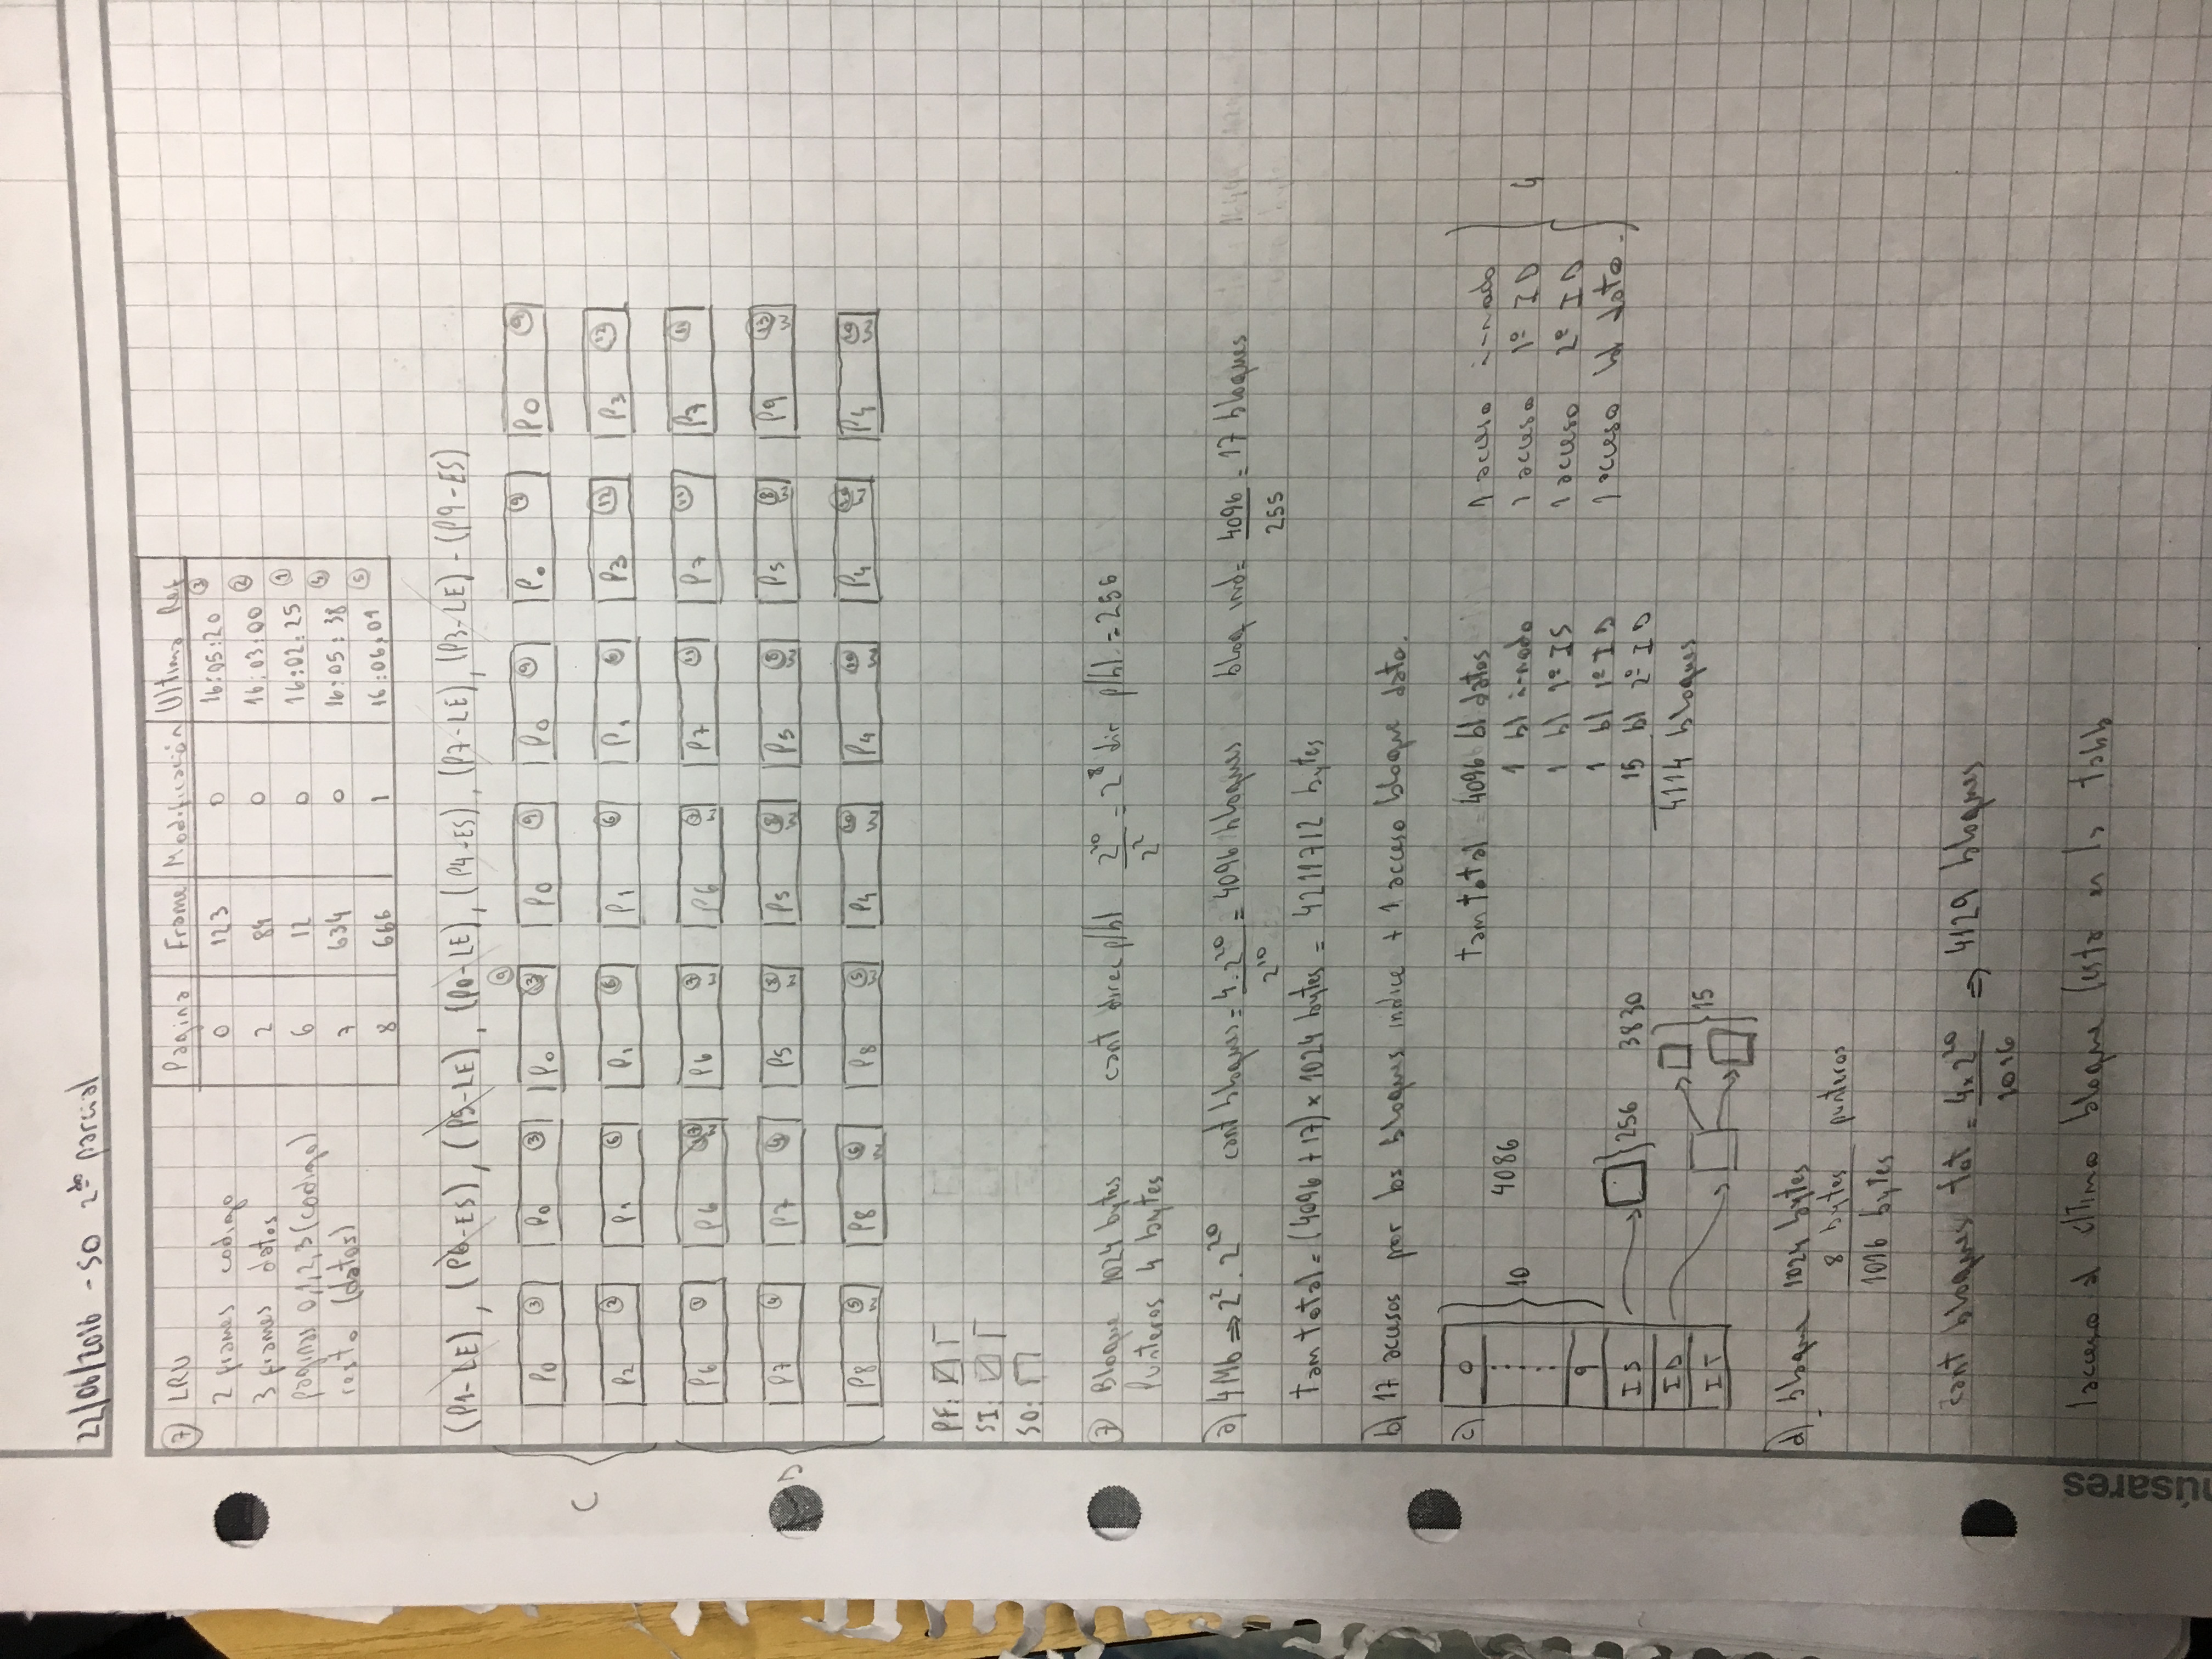 22/06/2016 - SO 2do parcial
7 LRU
2 frames codigo
3 frames datos
paginas 0,1,2,3 (codigo)
resto (datos)
Pagina Frame Modificación Ultima Ref
0 123 0 16:05:20 3
2 84 0 16:03:00 2
6 12 0 16:02:25 1
7 634 0 16:05:38 4
8 666 1 16:06:01 5
(P1-LE), (P6-ES), (P5-LE), (P0-LE), (P4-ES), (P7-LE), (P3-LE) - (P9-ES)
C
P0 3 P0 3 P0 3 9 P0 9 P0 9 P0 9 P0 9
P2 2 P1 6 P1 6 P1 6 P1 6 P3 12 P3 12
D
P6 1 P6 7 M P6 7 M P6 7 M P7 11 P7 11 P7 11
P7 4 P7 4 P5 8 M P5 8 M P5 8 M P5 8 M P9 13 M
P8 5 M P8 5 M P8 5 M P4 10 M P4 10 M P4 10 M P4 10 M
PF:
SI:
SO:
7 Bloque 1024 bytes cant direc p/bl 2^10/2^2 = 2^8 dir p/bl = 256
Punteros 4 bytes
a) 4Mb ⇒ 2^2 . 2^20 cant bloques = 4.2^20/2^10 = 4096 bloques bloq ind = 4096/255 = 17 bloques
tam total = (4096 + 17) x 1024 bytes = 4211712 bytes
b) 17 accesos por los bloques indice + 1 acceso bloque dato.
c) 0
9
10
4086
IS
ID
IT
256 3830
15
tam total = 4096 bl datos
1 bl i-nodo
1 bl 1º IS
1 bl 1º ID
15 bl 2º ID
4114 bloques
1 acceso i-nodo
1 acceso 1º ID
1 acceso 2º ID
1 acceso bl dato.
4
d) bloque 1024 bytes
8 bytes punteros
1016 bytes
cant bloques tot = 4x2^20/1016 ⇒ 4129 bloques
1 acceso al último bloque (esta en la tabla
núsares